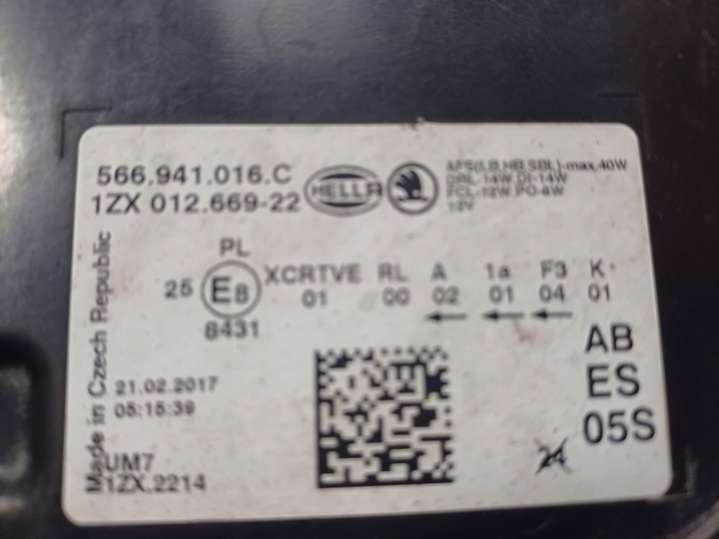 566.941.016.C
1ZX 012.669-22
HELLA
AFS(LB,HB,SBL)-max.40W
DRL-14W,DI-14W
FCL-12W,PO-6W
12V
PL
25 E8 XCRTVE RL A 1a F3 K
01 00 02 01 04 01
8431
← ← ←
AB
ES
05S
24
Made in Czech Republic
21.02.2017
05:15:39
UM7
1ZX.2214